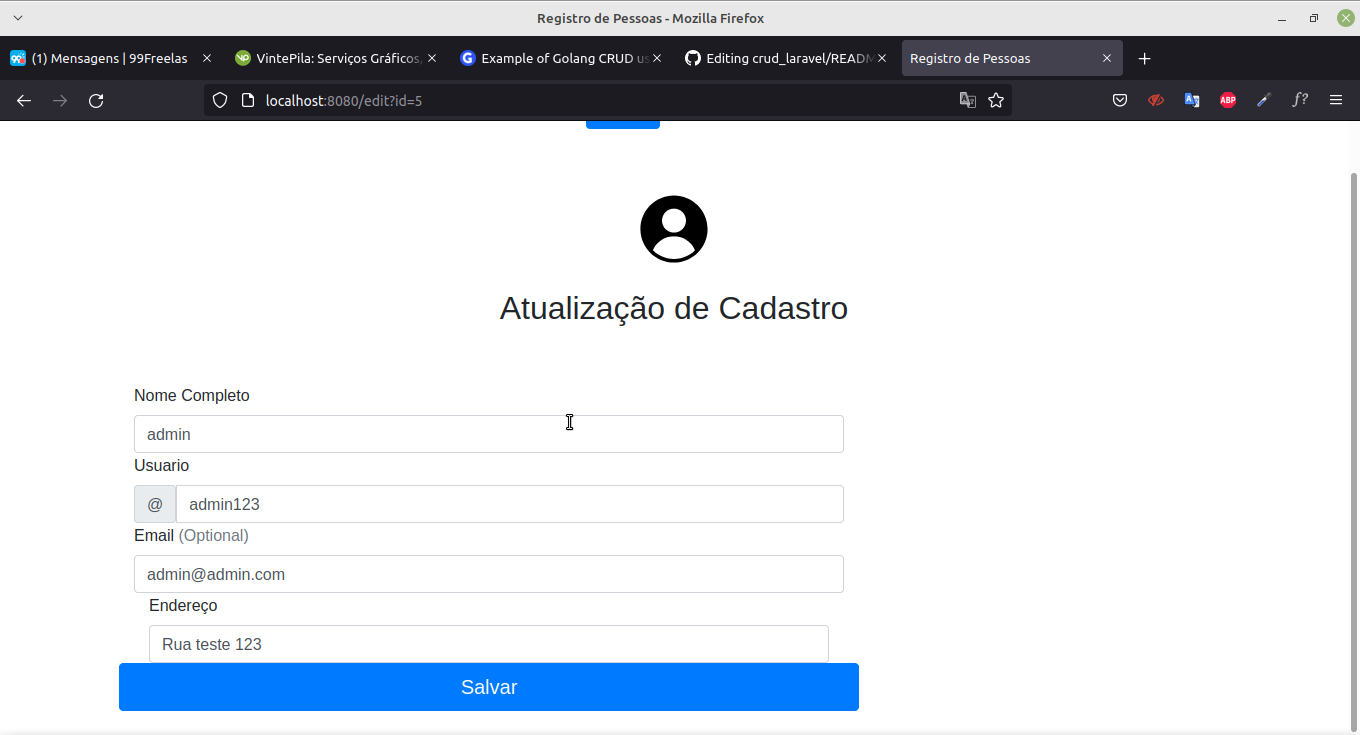 Registro de Pessoas - Mozilla Firefox
(1) Mensagens | 99Freelas
VintePila: Serviços Gráficos,
Example of Golang CRUD us
Editing crud_laravel/READM
Registro de Pessoas
localhost:8080/edit?id=5
ABP
f?
Atualização de Cadastro
Nome Completo
admin
Usuario
@ admin123
Email (Optional)
admin@admin.com
Endereço
Rua teste 123
Salvar